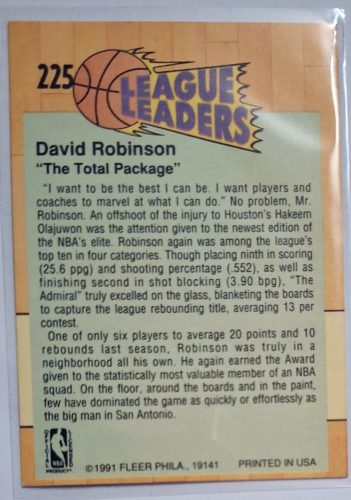 225
LEAGUE
LEADERS
David Robinson
"The Total Package"
"I want to be the best I can be. I want players and
coaches to marvel at what I can do." No problem, Mr.
Robinson. An offshoot of the injury to Houston's Hakeem
Olajuwon was the attention given to the newest edition of
the NBA's elite. Robinson again was among the league's
top ten in four categories. Though placing ninth in scoring
(25.6 ppg) and shooting percentage (.552), as well as
finishing second in shot blocking (3.90 bpg), "The
Admiral" truly excelled on the glass, blanketing the boards
to capture the league rebounding title, averaging 13 per
contest.
One of only six players to average 20 points and 10
rebounds last season, Robinson was truly in a
neighborhood all his own. He again earned the Award
given to the statistically most valuable member of an NBA
squad. On the floor, around the boards and in the paint,
few have dominated the game as quickly or effortlessly as
the big man in San Antonio.
NBA
PRODUCT
©1991 FLEER PHILA., 19141 PRINTED IN USA